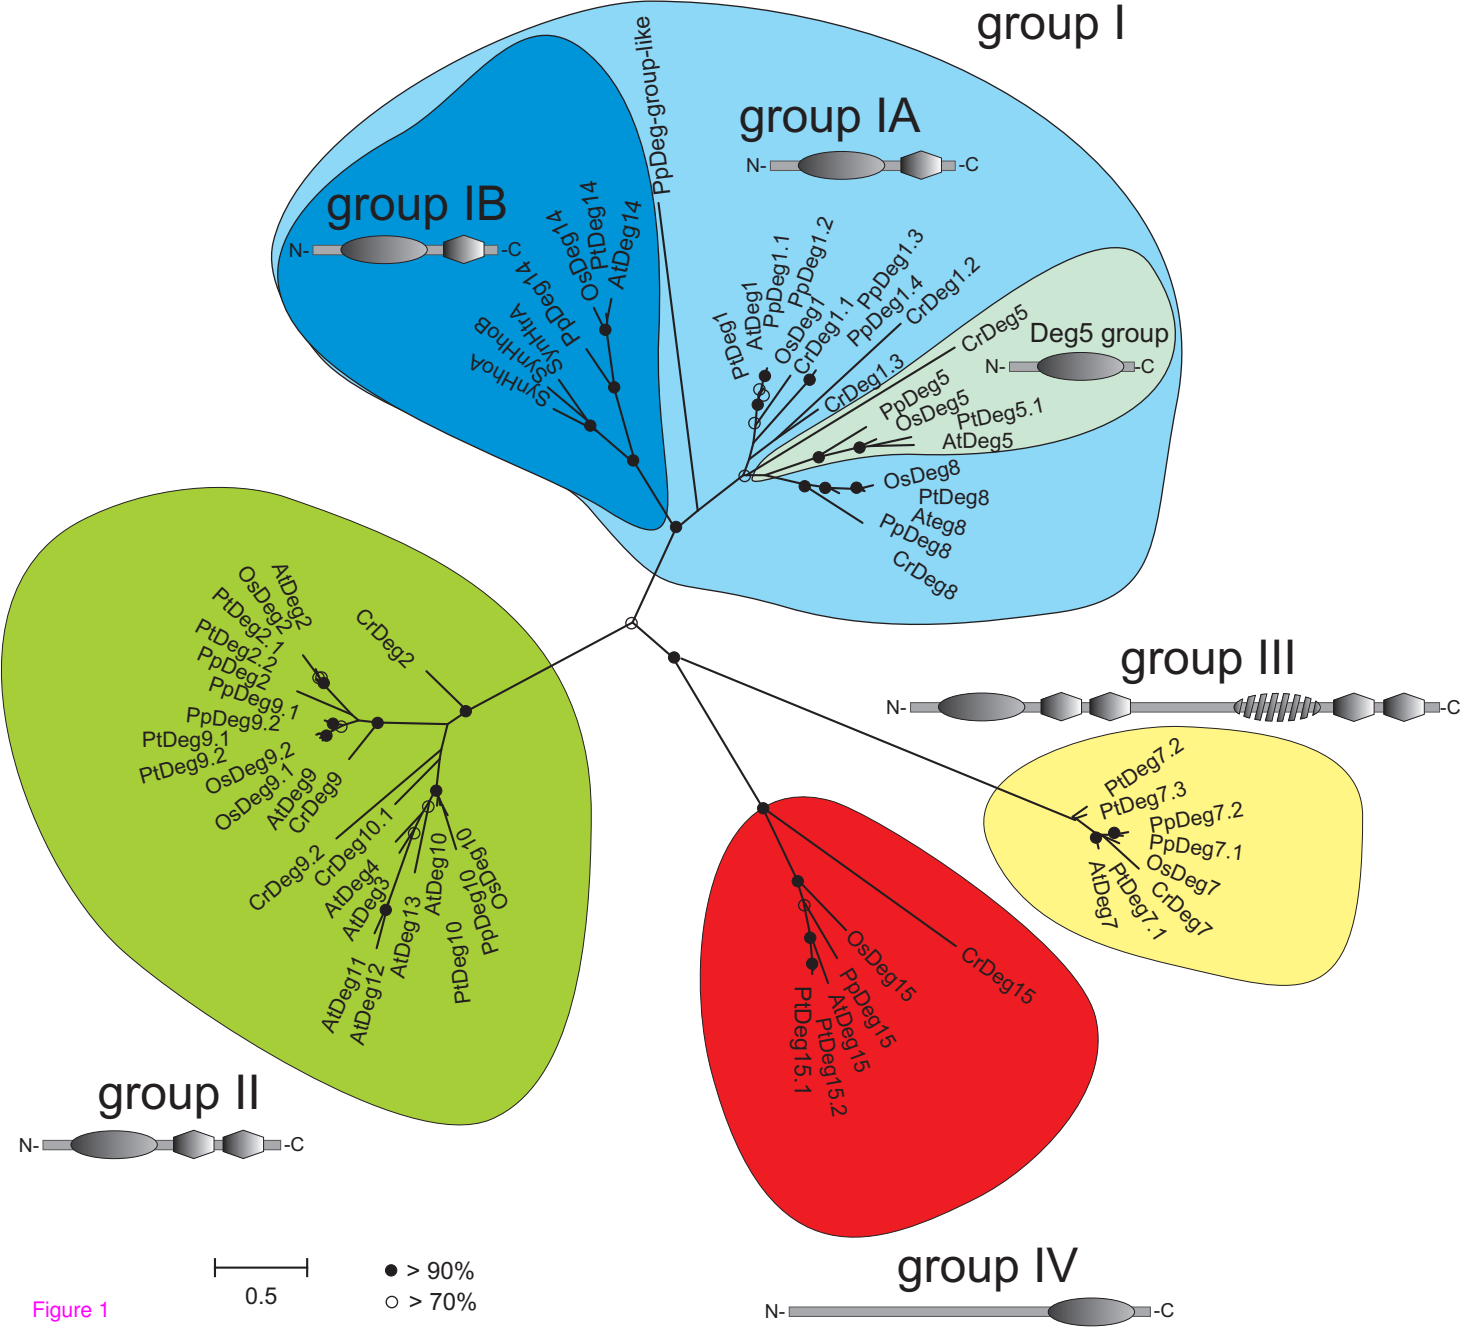 group I
PpDeg-group-like
group IA
N- -C
group IB
N- -C
OsDeg14
PtDeg14
AtDeg14
PpDeg14
SynHtrA
SynHhoB
SynHhoA
PtDeg1
AtDeg1
PpDeg1.1
PpDeg1.2
OsDeg1
CrDeg1.1
PpDeg1.3
PpDeg1.4
CrDeg1.2
CrDeg1.3
CrDeg5
Deg5 group
N- -C
PpDeg5
OsDeg5
PtDeg5.1
AtDeg5
OsDeg8
PtDeg8
Ateg8
PpDeg8
CrDeg8
AtDeg2
OsDeg2
PtDeg2.1
PtDeg2.2
PpDeg2
PpDeg9.1
PpDeg9.2
PtDeg9.1
PtDeg9.2
OsDeg9.2
OsDeg9.1
AtDeg9
CrDeg9
CrDeg2
CrDeg9.2
CrDeg10.1
AtDeg4
AtDeg3
AtDeg11
AtDeg12
AtDeg13
AtDeg10
PtDeg10
PpDeg10
OsDeg10
group II
N- -C
group III
N- -C
PtDeg7.2
PtDeg7.3
PpDeg7.2
PpDeg7.1
OsDeg7
CrDeg7
PtDeg7.1
AtDeg7
OsDeg15
CrDeg15
PpDeg15
AtDeg15
PtDeg15.2
PtDeg15.1
group IV
N- -C
0.5
> 90%
> 70%
Figure 1